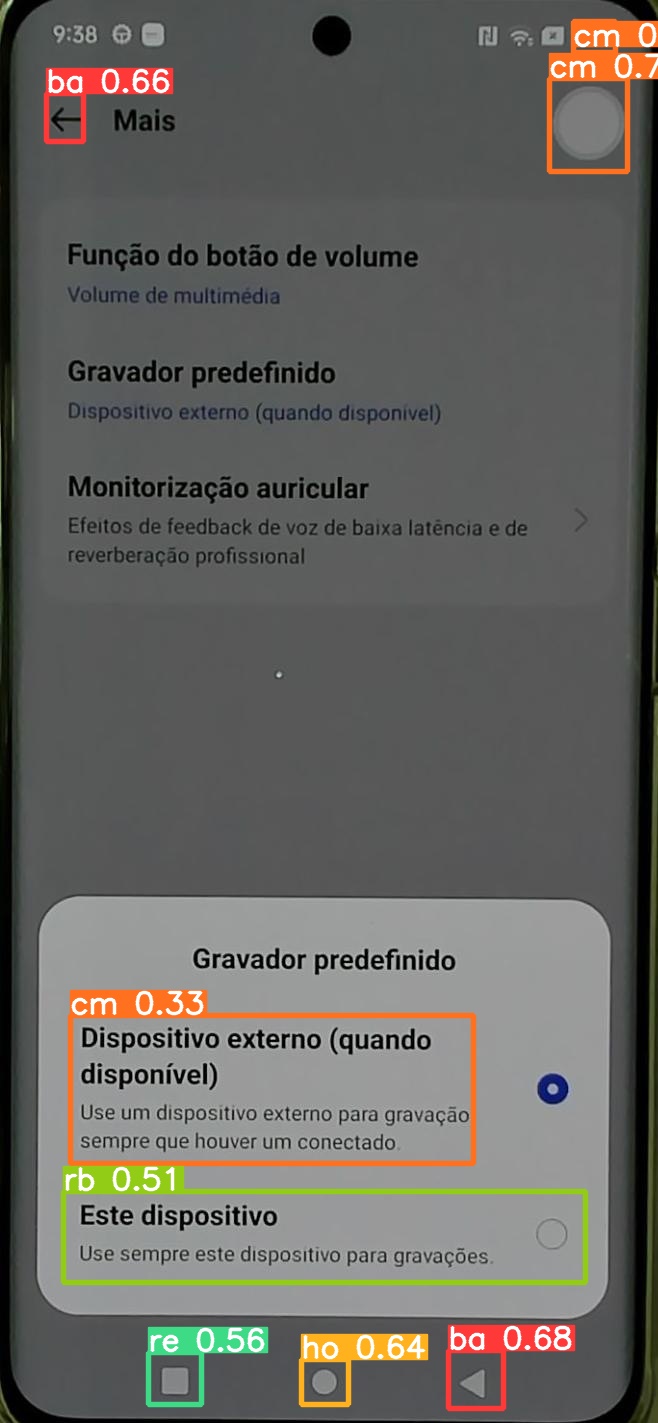 9:38
cm 0
cm 0.7
ba 0.66
Mais
Função do botão de volume
Volume de multimédia
Gravador predefinido
Dispositivo externo (quando disponível)
Monitorização auricular
Efeitos de feedback de voz de baixa latência e de
reverberação profissional
Gravador predefinido
cm 0.33
Dispositivo externo (quando
disponível)
Use um dispositivo externo para gravação
sempre que houver um conectado.
rb 0.51
Este dispositivo
Use sempre este dispositivo para gravações.
re 0.56
ho 0.64
ba 0.68